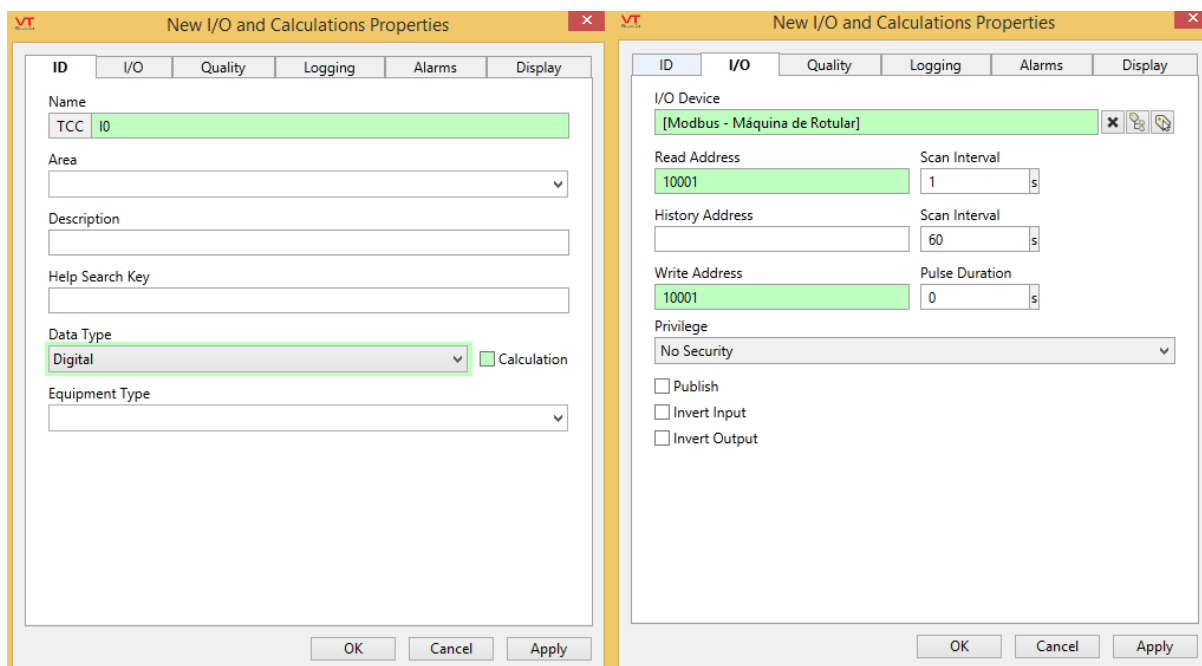 VT New I/O and Calculations Properties
ID I/O Quality Logging Alarms Display
Name
TCC I0
Area
Description
Help Search Key
Data Type
Digital Calculation
Equipment Type
OK Cancel Apply
VT New I/O and Calculations Properties
ID I/O Quality Logging Alarms Display
I/O Device
[Modbus - Máquina de Rotular]
Read Address Scan Interval
10001 1 s
History Address Scan Interval
60 s
Write Address Pulse Duration
10001 0 s
Privilege
No Security
Publish
Invert Input
Invert Output
OK Cancel Apply